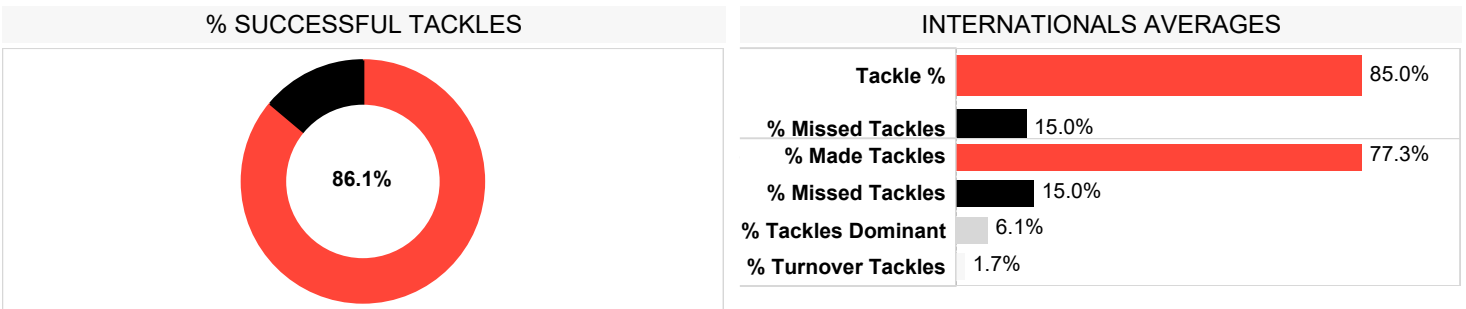 % SUCCESSFUL TACKLES
86.1%
INTERNATIONALS AVERAGES
Tackle % 85.0%
% Missed Tackles 15.0%
% Made Tackles 77.3%
% Missed Tackles 15.0%
% Tackles Dominant 6.1%
% Turnover Tackles 1.7%